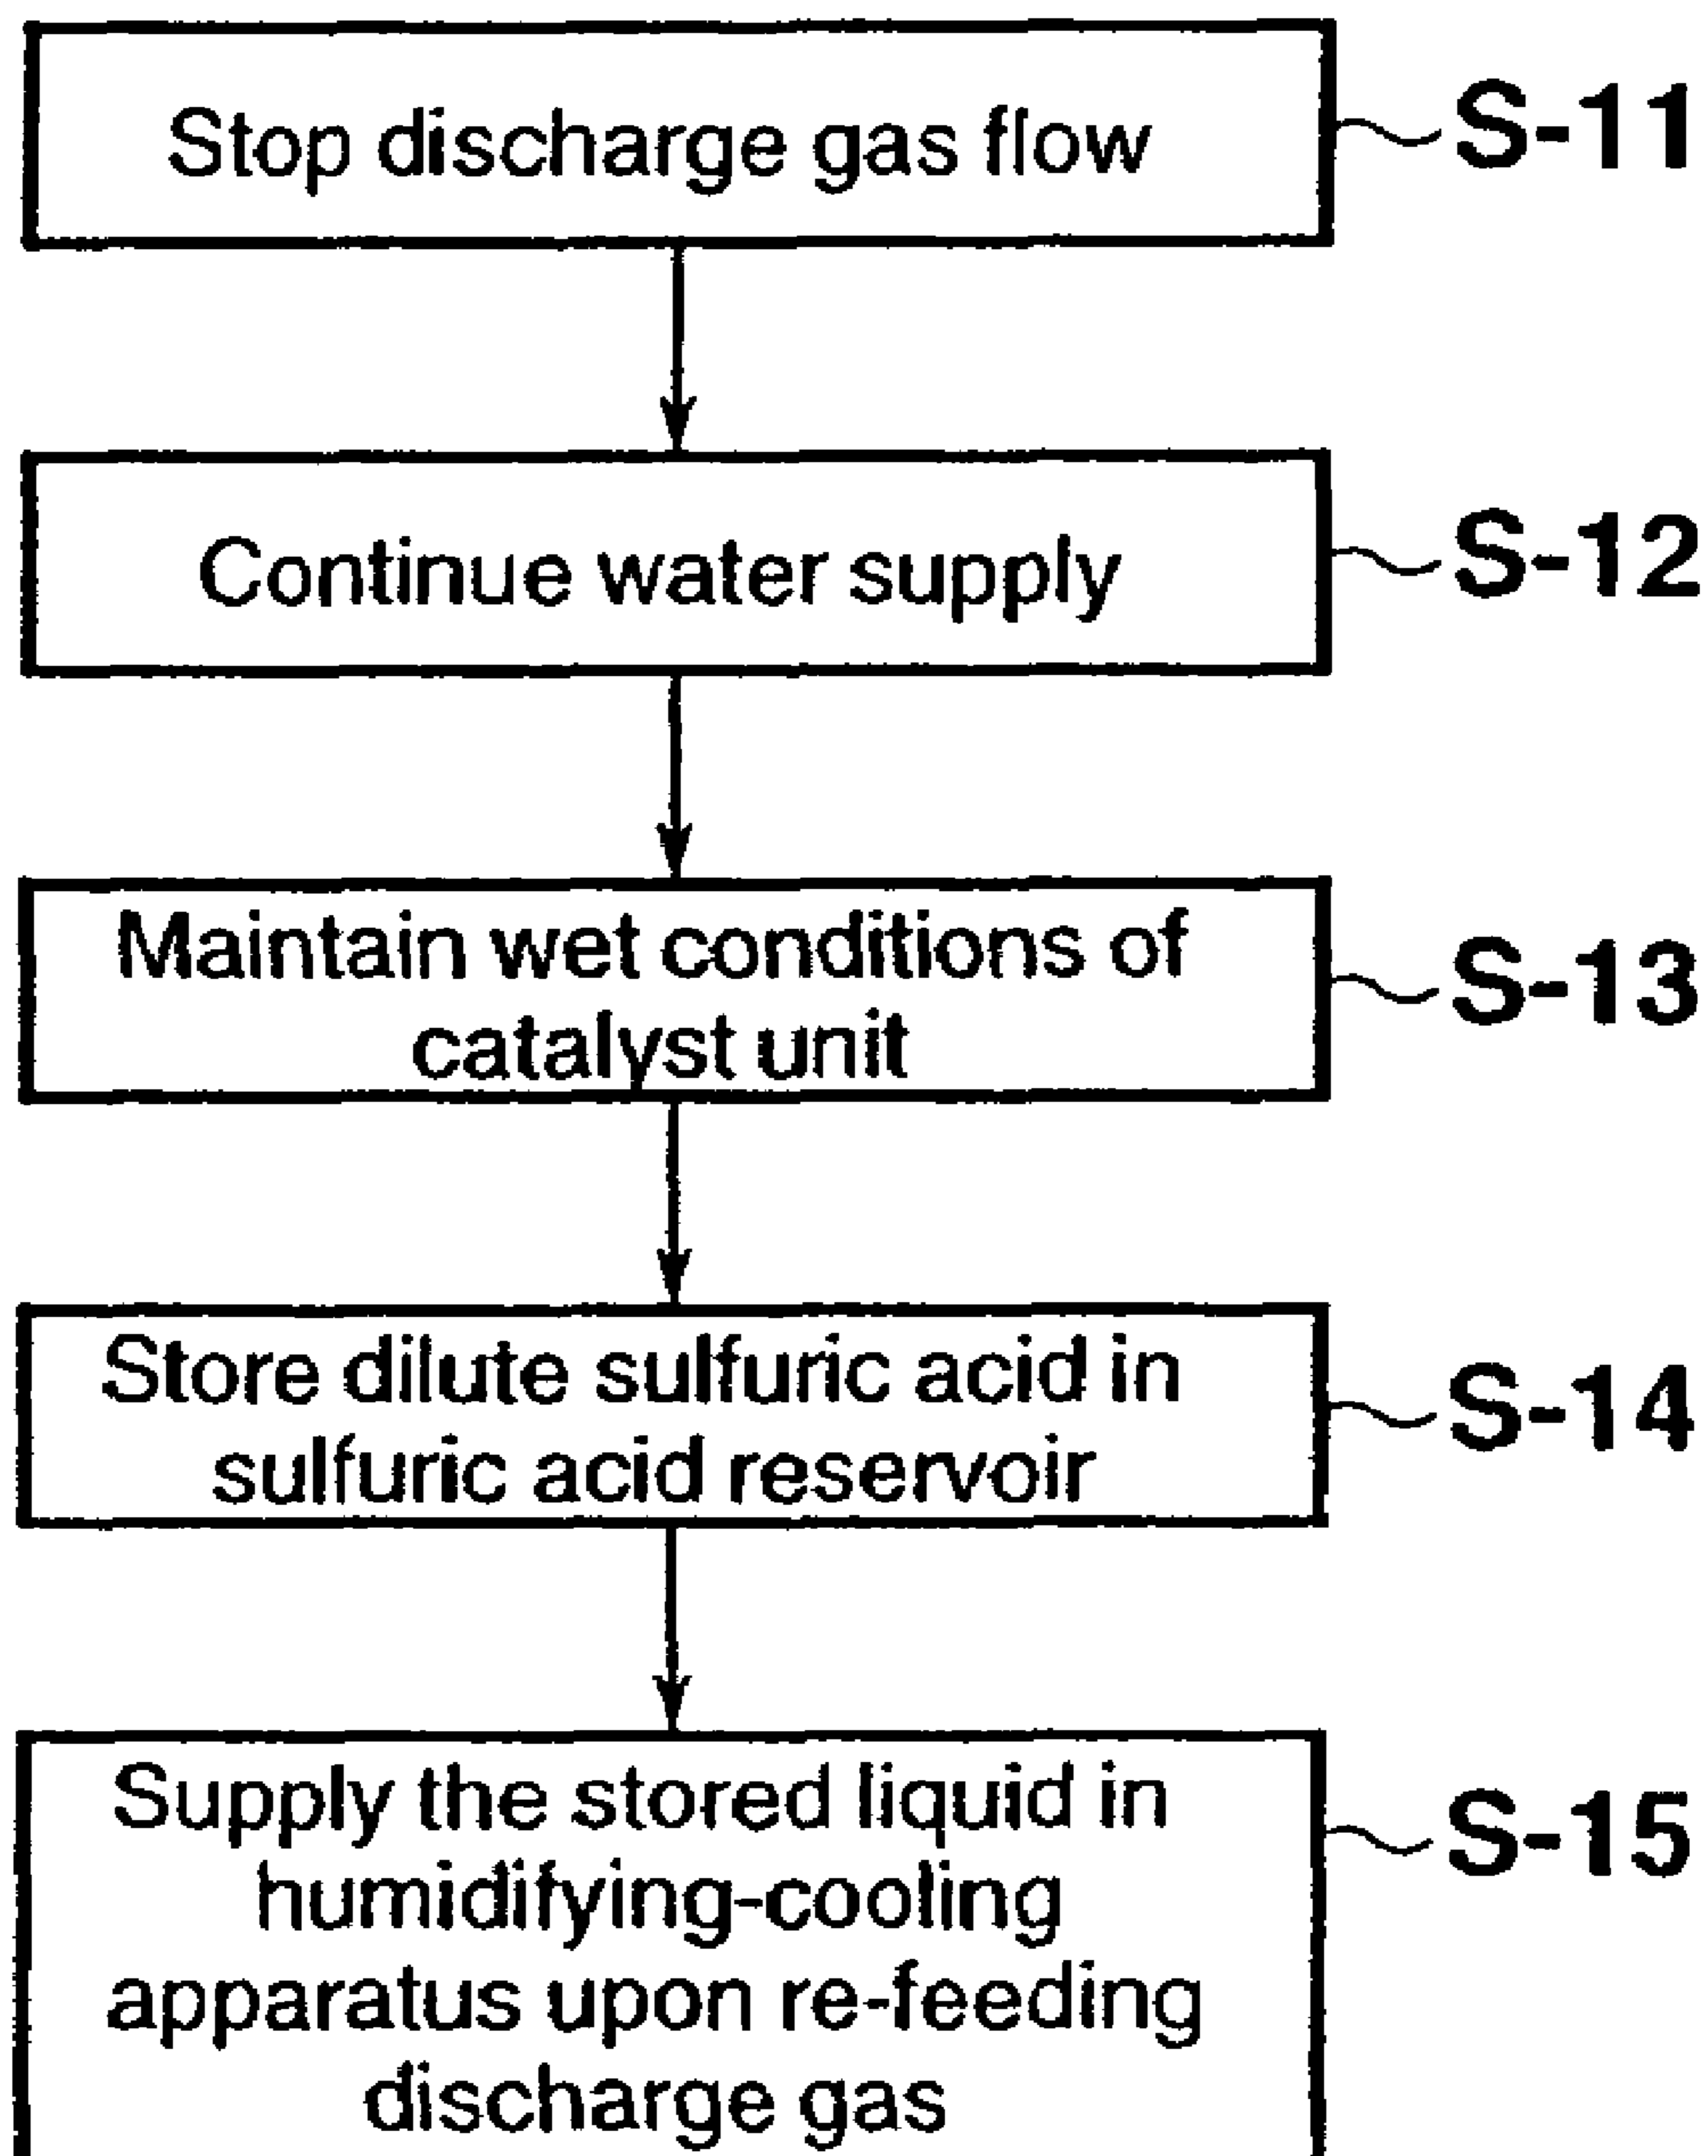 Stop discharge gas flow
S-11
Continue water supply
S-12
Maintain wet conditions of
catalyst unit
S-13
Store dilute sulfuric acid in
sulfuric acid reservoir
S-14
Supply the stored liquid in
humidifying-cooling
apparatus upon re-feeding
discharge gas
S-15